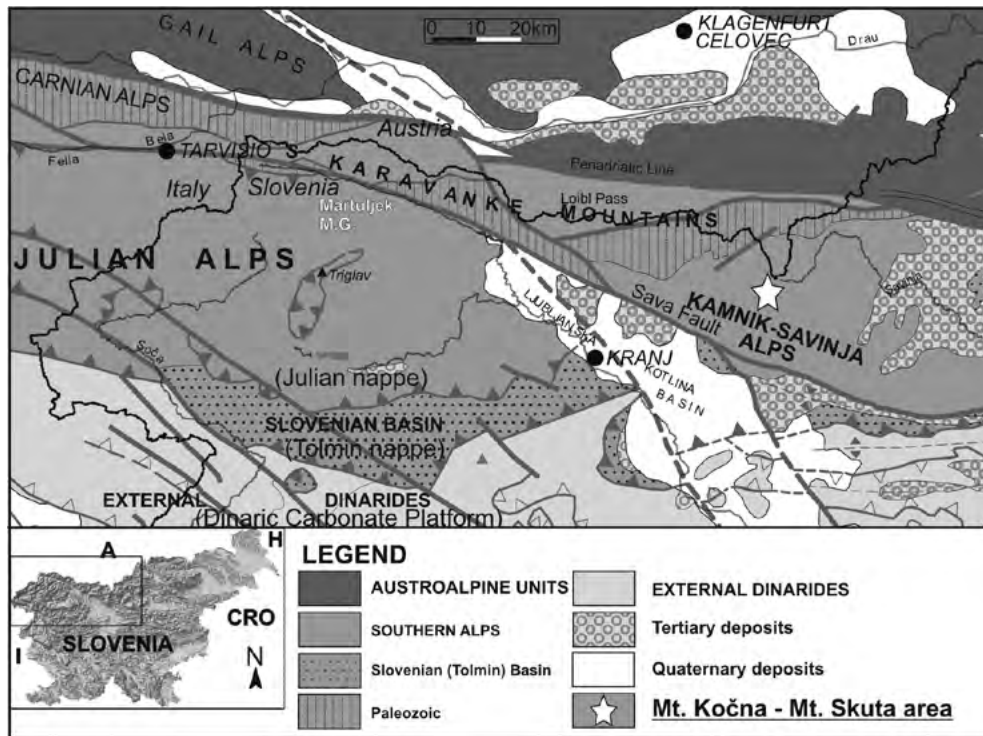 0 10 20km
KLAGENFURT
CELOVEC
Drau
GAIL ALPS
CARNIAN ALPS
Austria
Bela
Fella
TARVISIO
S.
KARAVANKE
MOUNTAINS
Periadriatic Line
Loibl Pass
Italy
Slovenia
Martuljek
M.G.
JULIAN ALPS
Triglav
Sava Fault
KAMNIK-SAVINJA
ALPS
Savinja
LJUBLJANSKA
KOTLINA
BASIN
KRANJ
Soča
(Julian nappe)
SLOVENIAN BASIN
(Tolmin nappe)
EXTERNAL DINARIDES
(Dinaric Carbonate Platform)
A
H
CRO
SLOVENIA
I
N
LEGEND
AUSTROALPINE UNITS
SOUTHERN ALPS
Slovenian (Tolmin) Basin
Paleozoic
EXTERNAL DINARIDES
Tertiary deposits
Quaternary deposits
Mt. Kočna - Mt. Skuta area